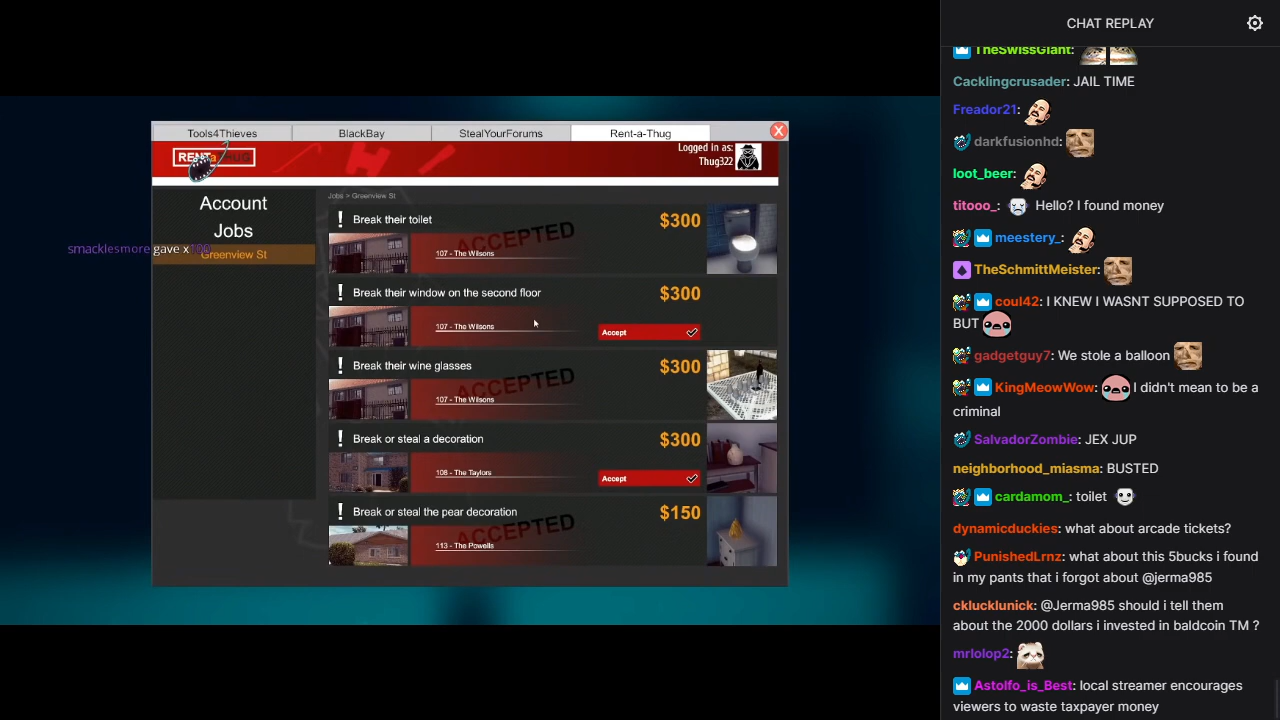 Tools4Thieves
BlackBay
StealYourForums
Rent-a-Thug
X
RENTaTHUG
Logged in as:
Thug322
Account
Jobs
Greenview St
smacklesmore gave x100
Jobs > Greenview St
! Break their toilet
$300
ACCEPTED
107 - The Wilsons
! Break their window on the second floor
$300
107 - The Wilsons
Accept
! Break their wine glasses
$300
ACCEPTED
107 - The Wilsons
! Break or steal a decoration
$300
108 - The Taylors
Accept
! Break or steal the pear decoration
$150
ACCEPTED
113 - The Powells
CHAT REPLAY
TheSwissGiant:
Cacklingcrusader: JAIL TIME
Freador21:
darkfusionhd:
loot_beer:
titooo_: Hello? I found money
meestery_:
TheSchmittMeister:
coul42: I KNEW I WASNT SUPPOSED TO
BUT
gadgetguy7: We stole a balloon
KingMeowWow: I didn't mean to be a
criminal
SalvadorZombie: JEX JUP
neighborhood_miasma: BUSTED
cardamom_: toilet
dynamicduckies: what about arcade tickets?
PunishedLrnz: what about this 5bucks i found
in my pants that i forgot about @jerma985
cklucklunick: @Jerma985 should i tell them
about the 2000 dollars i invested in baldcoin TM ?
mrlolop2:
Astolfo_is_Best: local streamer encourages
viewers to waste taxpayer money